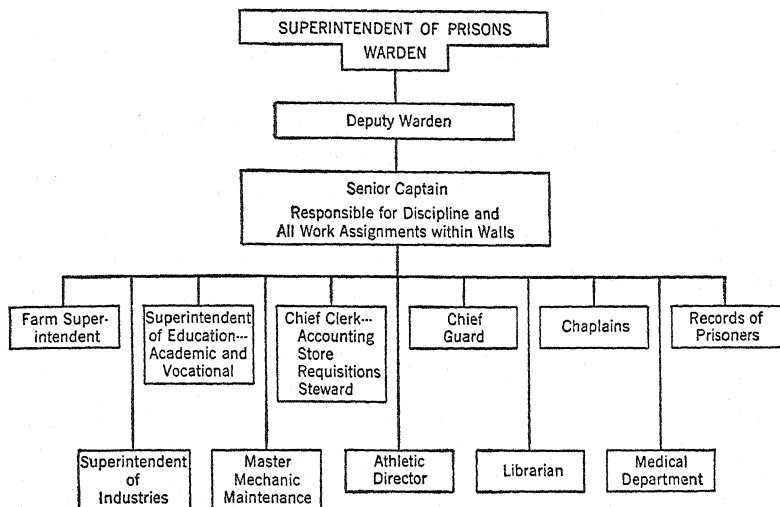 SUPERINTENDENT OF PRISONS
WARDEN
Deputy Warden
Senior Captain
Responsible for Discipline and
All Work Assignments within Walls
Farm Super-
intendent
Superintendent
of Education---
Academic and
Vocational
Chief Clerk---
Accounting
Store
Requisitions
Steward
Chief
Guard
Chaplains
Records of
Prisoners
Superintendent
of
Industries
Master
Mechanic
Maintenance
Athletic
Director
Librarian
Medical
Department